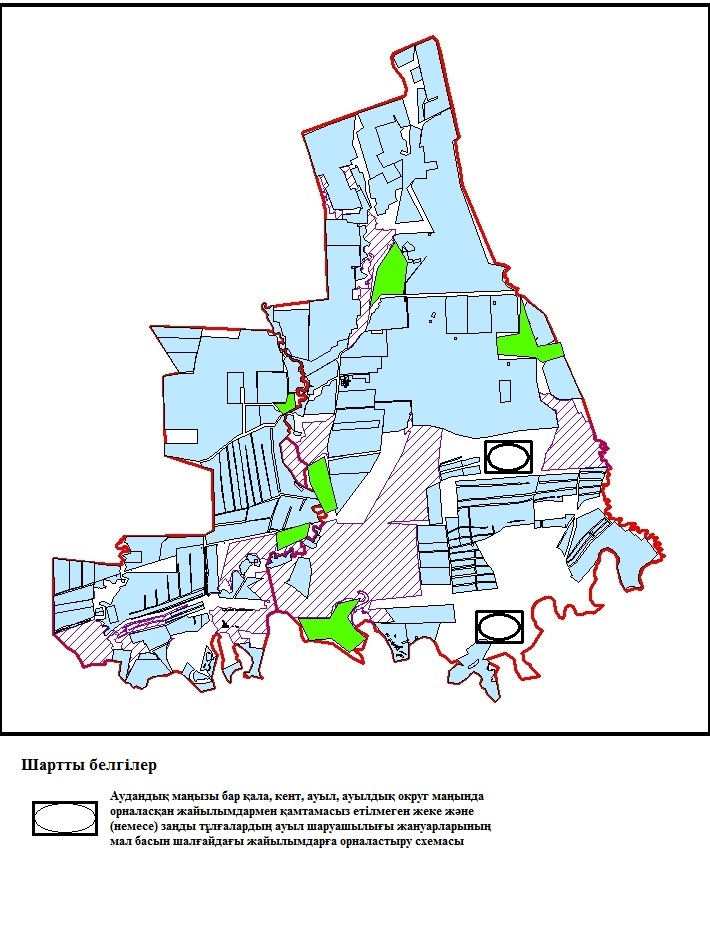 Шартты белгілер
Аудандық маңызы бар қала, кент, ауыл, ауылдық округ маңында
орналасқан жайылымдармен қамтамасыз етілмеген жеке және
(немесе) заңды тұлғалардың ауыл шаруашылығы жануарларының
мал басын шалғайдағы жайылымдарға орналастыру схемасы